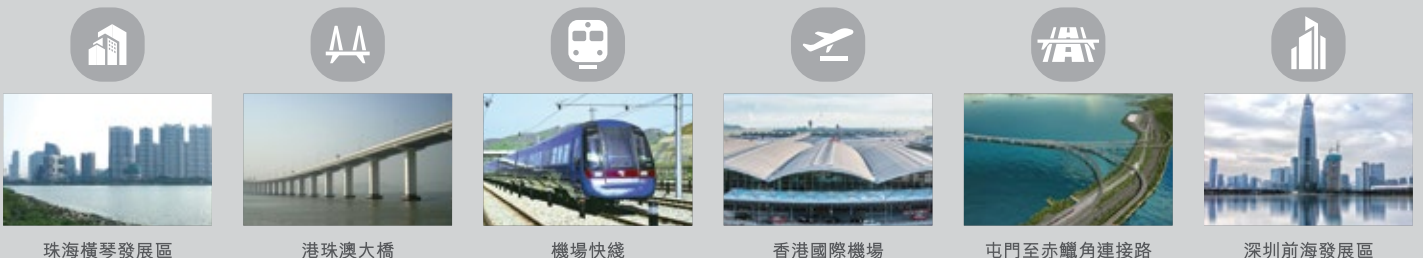 珠海橫琴發展區
港珠澳大橋
機場快綫
香港國際機場
屯門至赤鱲角連接路
深圳前海發展區